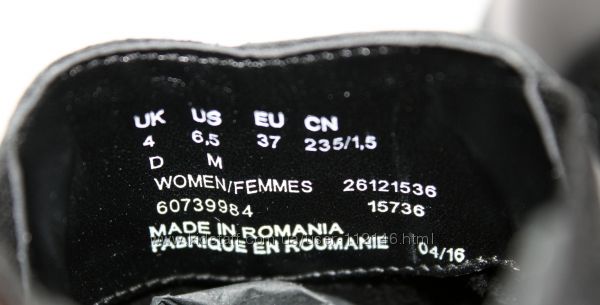 UK US EU CN
4 6,5 37 235/1,5
D M
WOMEN/FEMMES 26121536
60739984 15736
MADE IN ROMANIA
FABRIQUE EN ROUMANIE 04/16